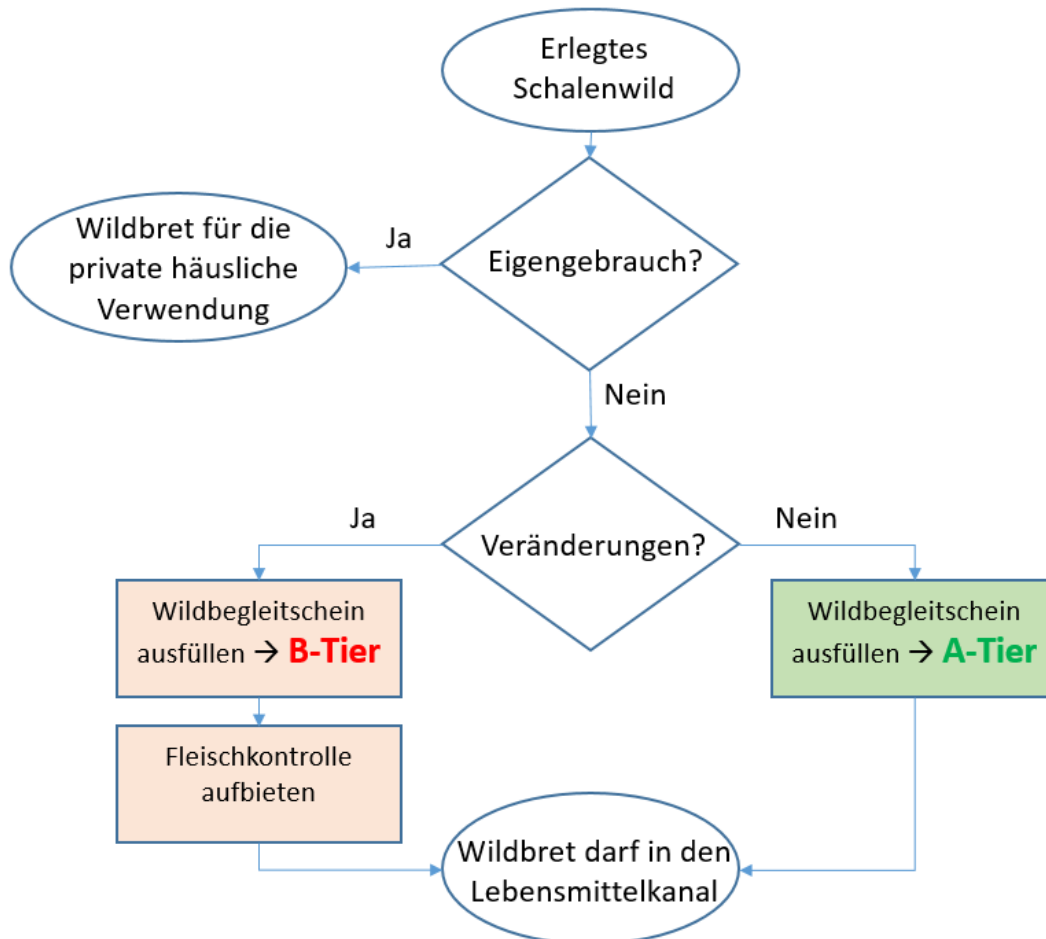 Erlegtes
Schalenwild
Eigengebrauch?
Ja
Wildbret für die
private häusliche
Verwendung
Nein
Veränderungen?
Ja
Nein
Wildbegleitschein
ausfüllen → B-Tier
Wildbegleitschein
ausfüllen → A-Tier
Fleischkontrolle
aufbieten
Wildbret darf in den
Lebensmittelkanal